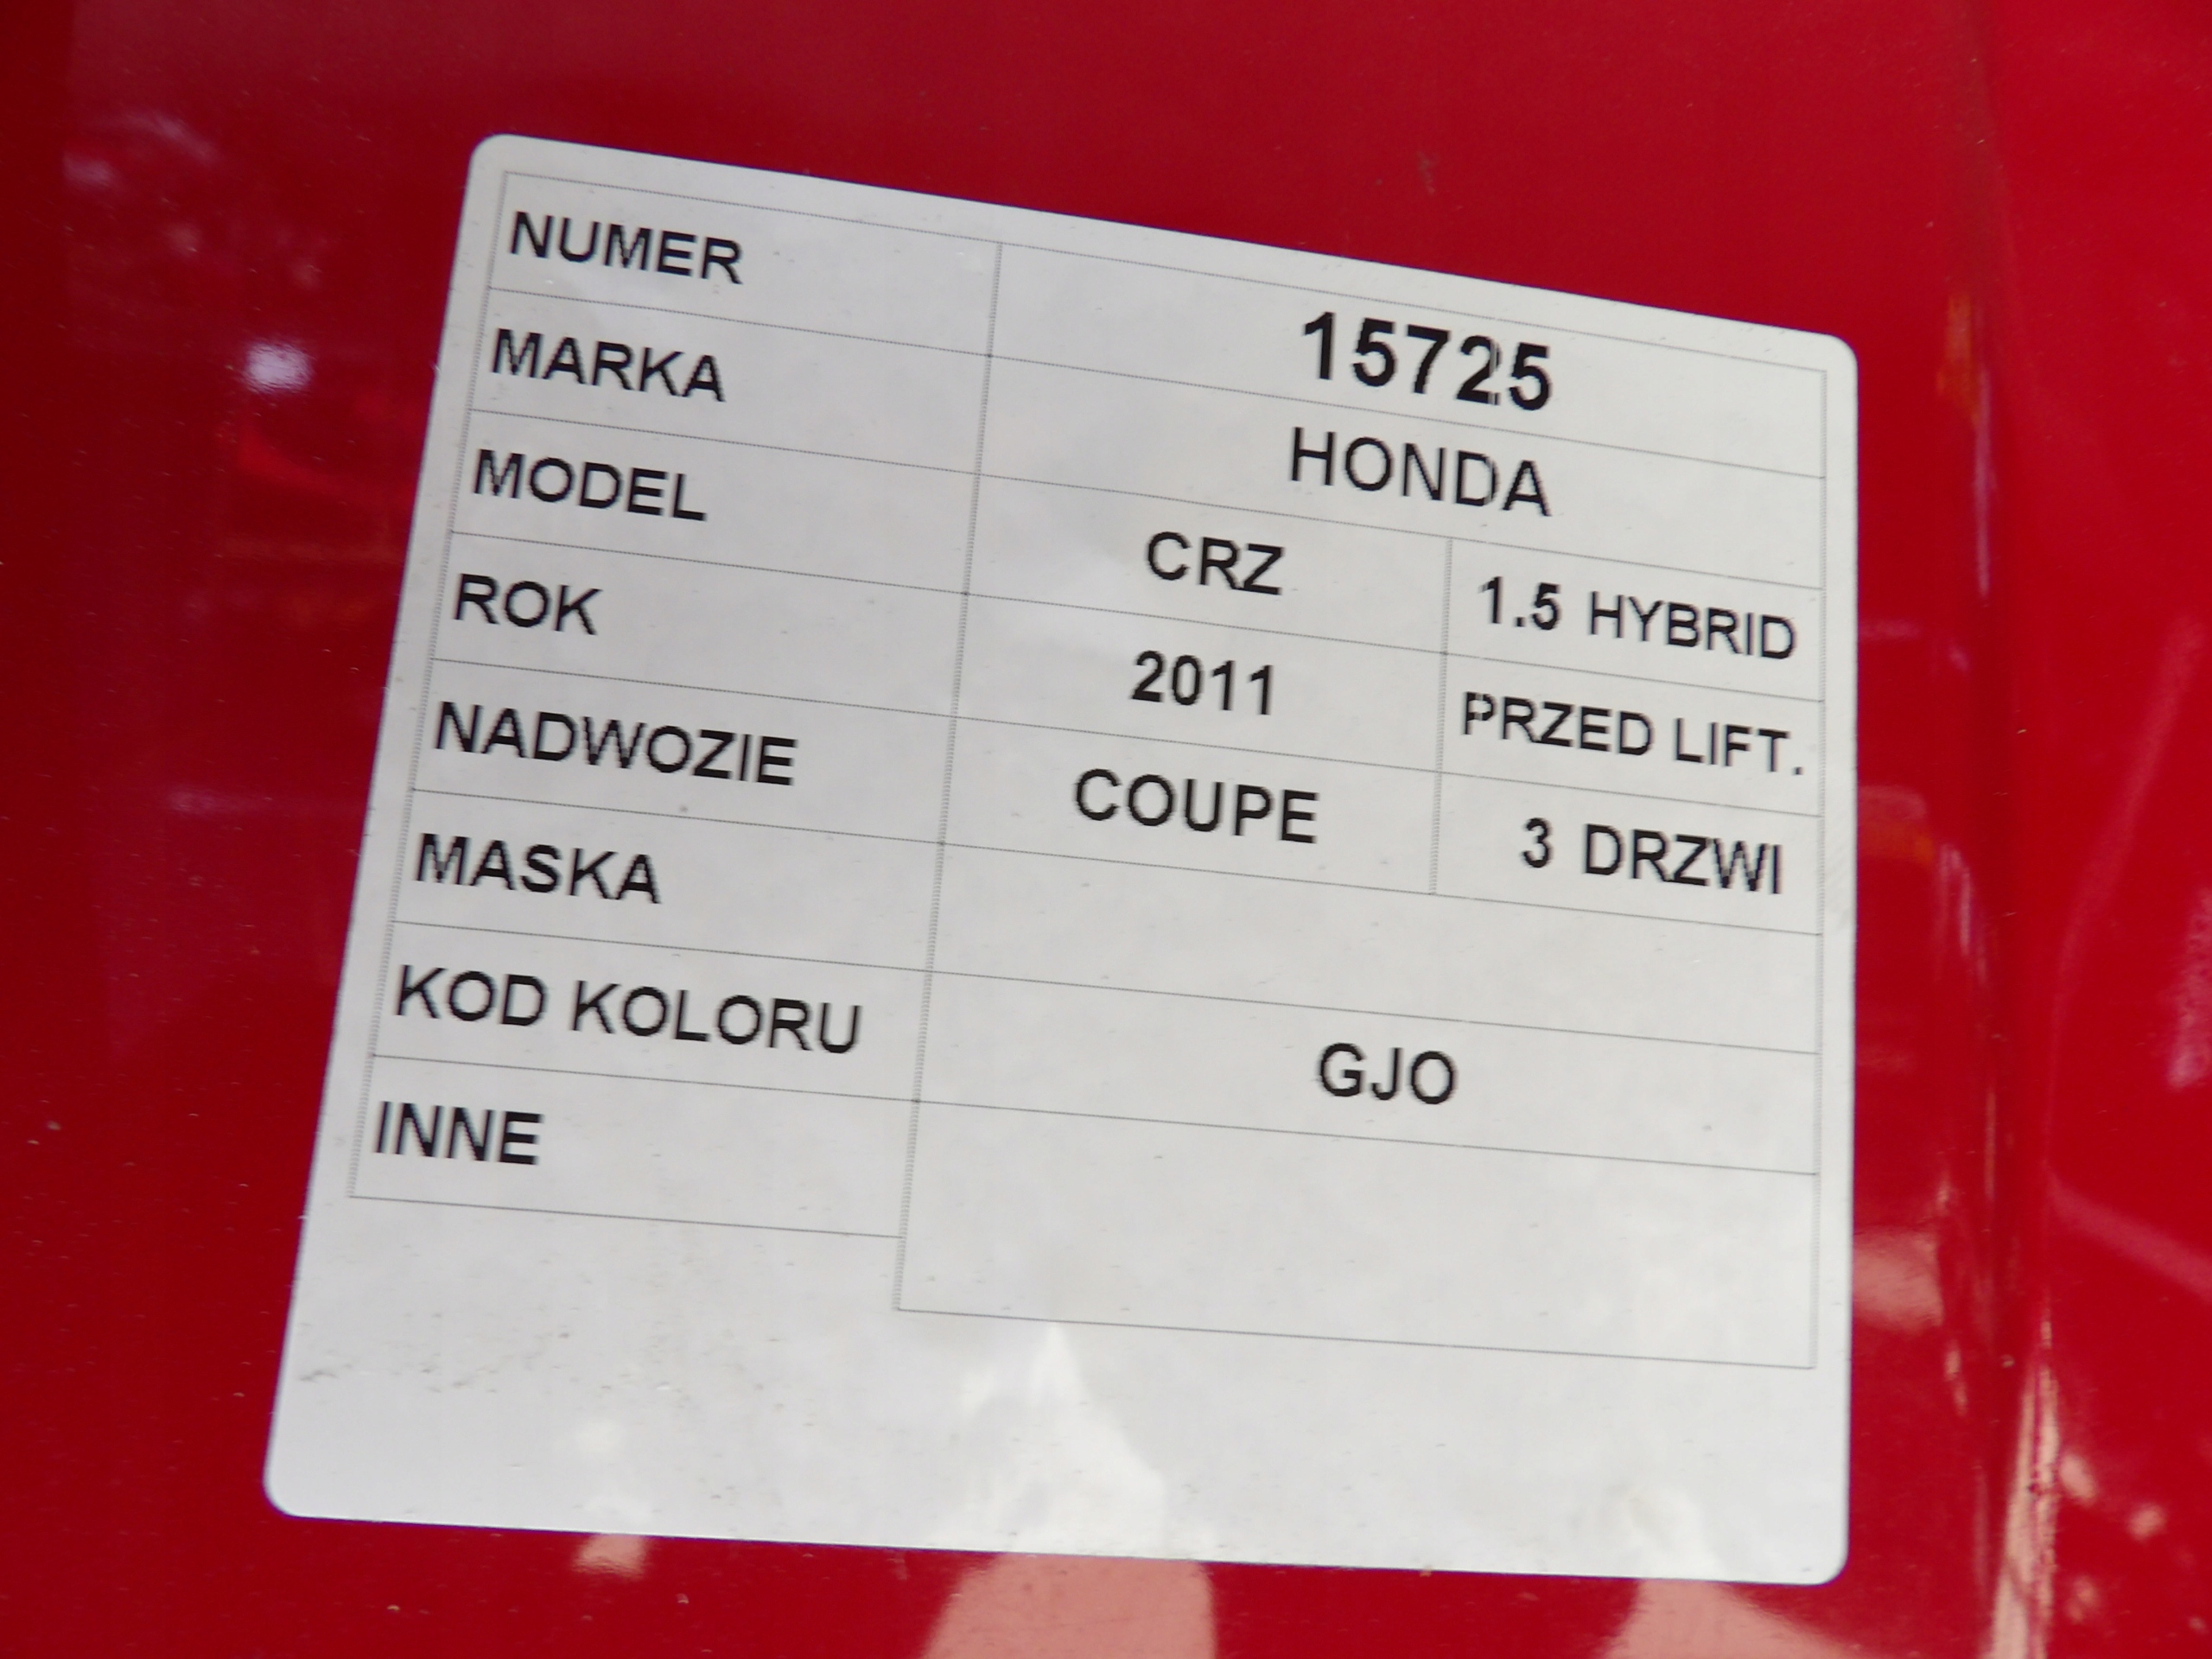 NUMER 15725
MARKA HONDA
MODEL CRZ 1.5 HYBRID
ROK 2011 PRZED LIFT.
NADWOZIE COUPE 3 DRZWI
MASKA
KOD KOLORU GJO
INNE